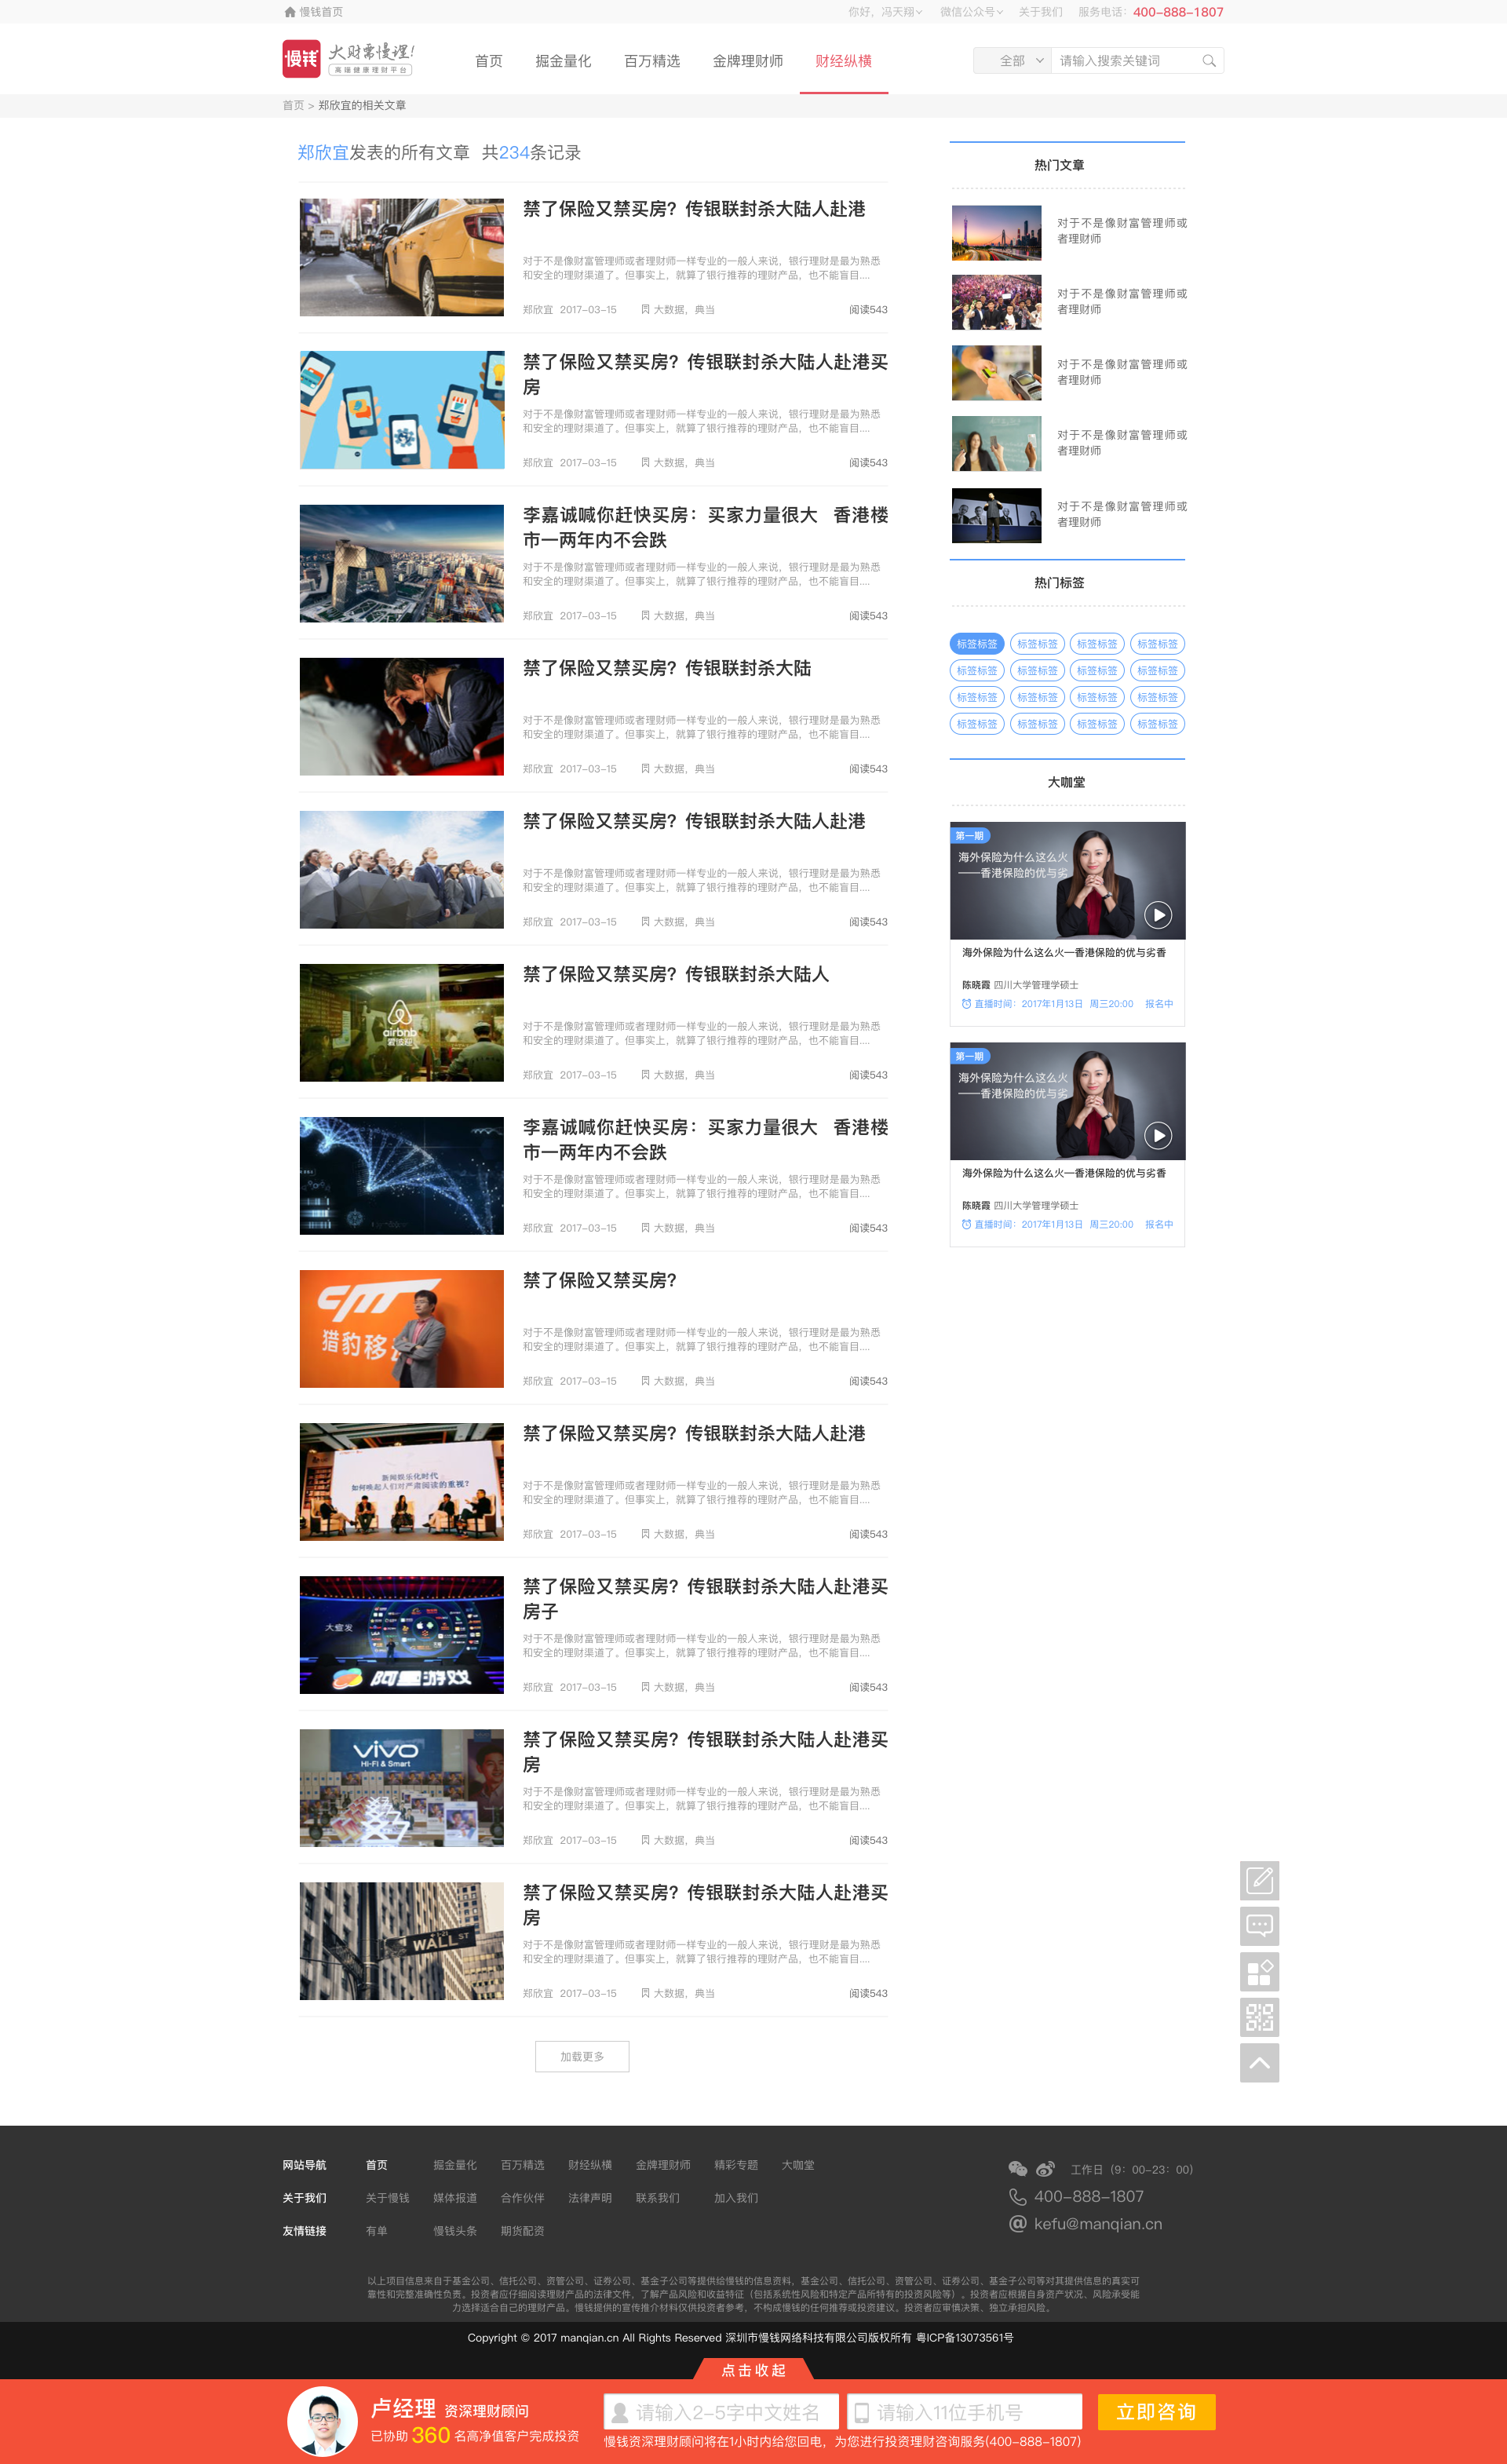 慢钱首页
你好，冯天翔
微信公众号
关于我们
服务电话：400-888-1807
慢钱
大财需慢理！
高端健康理财平台
首页
掘金量化
百万精选
金牌理财师
财经纵横
全部
请输入搜索关键词
首页 > 郑欣宜的相关文章
郑欣宜发表的所有文章 共234条记录
禁了保险又禁买房？传银联封杀大陆人赴港
对于不是像财富管理师或者理财师一样专业的一般人来说，银行理财是最为熟悉
和安全的理财渠道了。但事实上，就算了银行推荐的理财产品，也不能盲目....
郑欣宜 2017-03-15 大数据，典当 阅读543
禁了保险又禁买房？传银联封杀大陆人赴港买
房
对于不是像财富管理师或者理财师一样专业的一般人来说，银行理财是最为熟悉
和安全的理财渠道了。但事实上，就算了银行推荐的理财产品，也不能盲目....
郑欣宜 2017-03-15 大数据，典当 阅读543
李嘉诚喊你赶快买房：买家力量很大 香港楼
市一两年内不会跌
对于不是像财富管理师或者理财师一样专业的一般人来说，银行理财是最为熟悉
和安全的理财渠道了。但事实上，就算了银行推荐的理财产品，也不能盲目....
郑欣宜 2017-03-15 大数据，典当 阅读543
禁了保险又禁买房？传银联封杀大陆
对于不是像财富管理师或者理财师一样专业的一般人来说，银行理财是最为熟悉
和安全的理财渠道了。但事实上，就算了银行推荐的理财产品，也不能盲目....
郑欣宜 2017-03-15 大数据，典当 阅读543
禁了保险又禁买房？传银联封杀大陆人赴港
对于不是像财富管理师或者理财师一样专业的一般人来说，银行理财是最为熟悉
和安全的理财渠道了。但事实上，就算了银行推荐的理财产品，也不能盲目....
郑欣宜 2017-03-15 大数据，典当 阅读543
airbnb
禁了保险又禁买房？传银联封杀大陆人
对于不是像财富管理师或者理财师一样专业的一般人来说，银行理财是最为熟悉
和安全的理财渠道了。但事实上，就算了银行推荐的理财产品，也不能盲目....
郑欣宜 2017-03-15 大数据，典当 阅读543
李嘉诚喊你赶快买房：买家力量很大 香港楼
市一两年内不会跌
对于不是像财富管理师或者理财师一样专业的一般人来说，银行理财是最为熟悉
和安全的理财渠道了。但事实上，就算了银行推荐的理财产品，也不能盲目....
郑欣宜 2017-03-15 大数据，典当 阅读543
猎豹移
禁了保险又禁买房？
对于不是像财富管理师或者理财师一样专业的一般人来说，银行理财是最为熟悉
和安全的理财渠道了。但事实上，就算了银行推荐的理财产品，也不能盲目....
郑欣宜 2017-03-15 大数据，典当 阅读543
新闻娱乐化时代
如何唤起人们对严肃阅读的重视？
禁了保险又禁买房？传银联封杀大陆人赴港
对于不是像财富管理师或者理财师一样专业的一般人来说，银行理财是最为熟悉
和安全的理财渠道了。但事实上，就算了银行推荐的理财产品，也不能盲目....
郑欣宜 2017-03-15 大数据，典当 阅读543
阿里游戏
禁了保险又禁买房？传银联封杀大陆人赴港买
房子
对于不是像财富管理师或者理财师一样专业的一般人来说，银行理财是最为熟悉
和安全的理财渠道了。但事实上，就算了银行推荐的理财产品，也不能盲目....
郑欣宜 2017-03-15 大数据，典当 阅读543
vivo
Hi-Fi & Smart
禁了保险又禁买房？传银联封杀大陆人赴港买
房
对于不是像财富管理师或者理财师一样专业的一般人来说，银行理财是最为熟悉
和安全的理财渠道了。但事实上，就算了银行推荐的理财产品，也不能盲目....
郑欣宜 2017-03-15 大数据，典当 阅读543
WALL ST
禁了保险又禁买房？传银联封杀大陆人赴港买
房
对于不是像财富管理师或者理财师一样专业的一般人来说，银行理财是最为熟悉
和安全的理财渠道了。但事实上，就算了银行推荐的理财产品，也不能盲目....
郑欣宜 2017-03-15 大数据，典当 阅读543
加载更多
热门文章
对于不是像财富管理师或
者理财师
对于不是像财富管理师或
者理财师
对于不是像财富管理师或
者理财师
对于不是像财富管理师或
者理财师
对于不是像财富管理师或
者理财师
热门标签
标签标签 标签标签 标签标签 标签标签
标签标签 标签标签 标签标签 标签标签
标签标签 标签标签 标签标签 标签标签
标签标签 标签标签 标签标签 标签标签
大咖堂
第一期
海外保险为什么这么火
——香港保险的优与劣
海外保险为什么这么火—香港保险的优与劣香
陈晓霞 四川大学管理学硕士
直播时间：2017年1月13日 周三20:00 报名中
第一期
海外保险为什么这么火
——香港保险的优与劣
海外保险为什么这么火—香港保险的优与劣香
陈晓霞 四川大学管理学硕士
直播时间：2017年1月13日 周三20:00 报名中
网站导航 首页 掘金量化 百万精选 财经纵横 金牌理财师 精彩专题 大咖堂
关于我们 关于慢钱 媒体报道 合作伙伴 法律声明 联系我们 加入我们
友情链接 有单 慢钱头条 期货配资
工作日（9：00-23：00）
400-888-1807
kefu@manqian.cn
以上项目信息来自于基金公司、信托公司、资管公司、证券公司、基金子公司等提供给慢钱的信息资料，基金公司、信托公司、资管公司、证券公司、基金子公司等对其提供信息的真实可
靠性和完整准确性负责。投资者应仔细阅读理财产品的法律文件，了解产品风险和收益特征（包括系统性风险和特定产品所特有的投资风险等）。投资者应根据自身资产状况、风险承受能
力选择适合自己的理财产品。慢钱提供的宣传推介材料仅供投资者参考，不构成慢钱的任何推荐或投资建议。投资者应审慎决策、独立承担风险。
Copyright © 2017 manqian.cn All Rights Reserved 深圳市慢钱网络科技有限公司版权所有 粤ICP备13073561号
点击收起
卢经理 资深理财顾问
已协助 360 名高净值客户完成投资
请输入2-5字中文姓名
请输入11位手机号
立即咨询
慢钱资深理财顾问将在1小时内给您回电，为您进行投资理财咨询服务(400-888-1807)